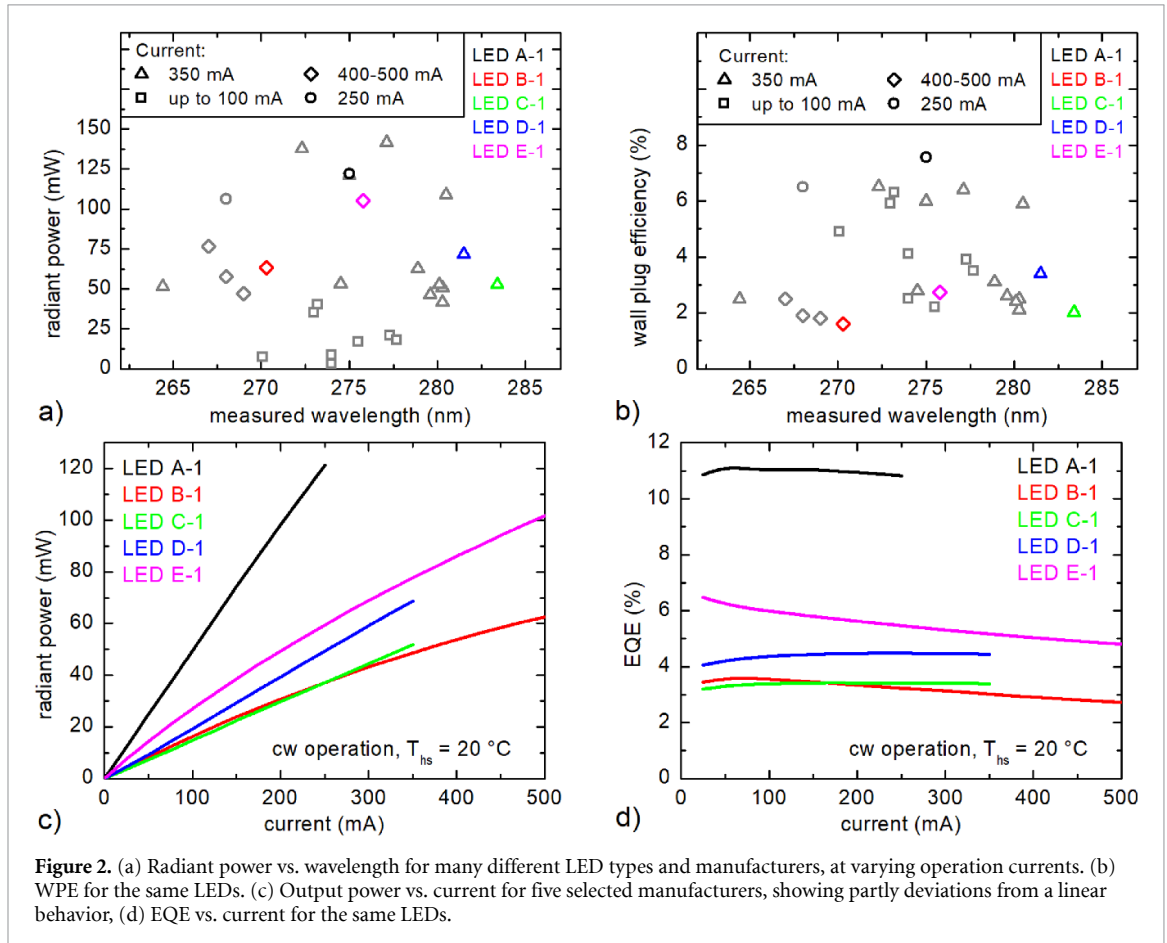 Current:
350 mA
400-500 mA
up to 100 mA
250 mA
LED A-1
LED B-1
LED C-1
LED D-1
LED E-1
150
125
100
75
50
25
0
radiant power (mW)
265 270 275 280 285
measured wavelength (nm)
a)
Current:
350 mA
400-500 mA
up to 100 mA
250 mA
LED A-1
LED B-1
LED C-1
LED D-1
LED E-1
8
6
4
2
0
wall plug efficiency (%)
265 270 275 280 285
measured wavelength (nm)
b)
120
100
80
60
40
20
0
radiant power (mW)
LED A-1
LED B-1
LED C-1
LED D-1
LED E-1
cw operation, Ths = 20 °C
0 100 200 300 400 500
current (mA)
c)
12
10
8
6
4
2
0
EQE (%)
LED A-1
LED B-1
LED C-1
LED D-1
LED E-1
cw operation, Ths = 20 °C
0 50 100 150 200 250 300 350 400 450 500
current (mA)
d)
Figure 2. (a) Radiant power vs. wavelength for many different LED types and manufacturers, at varying operation currents. (b)
WPE for the same LEDs. (c) Output power vs. current for five selected manufacturers, showing partly deviations from a linear
behavior, (d) EQE vs. current for the same LEDs.